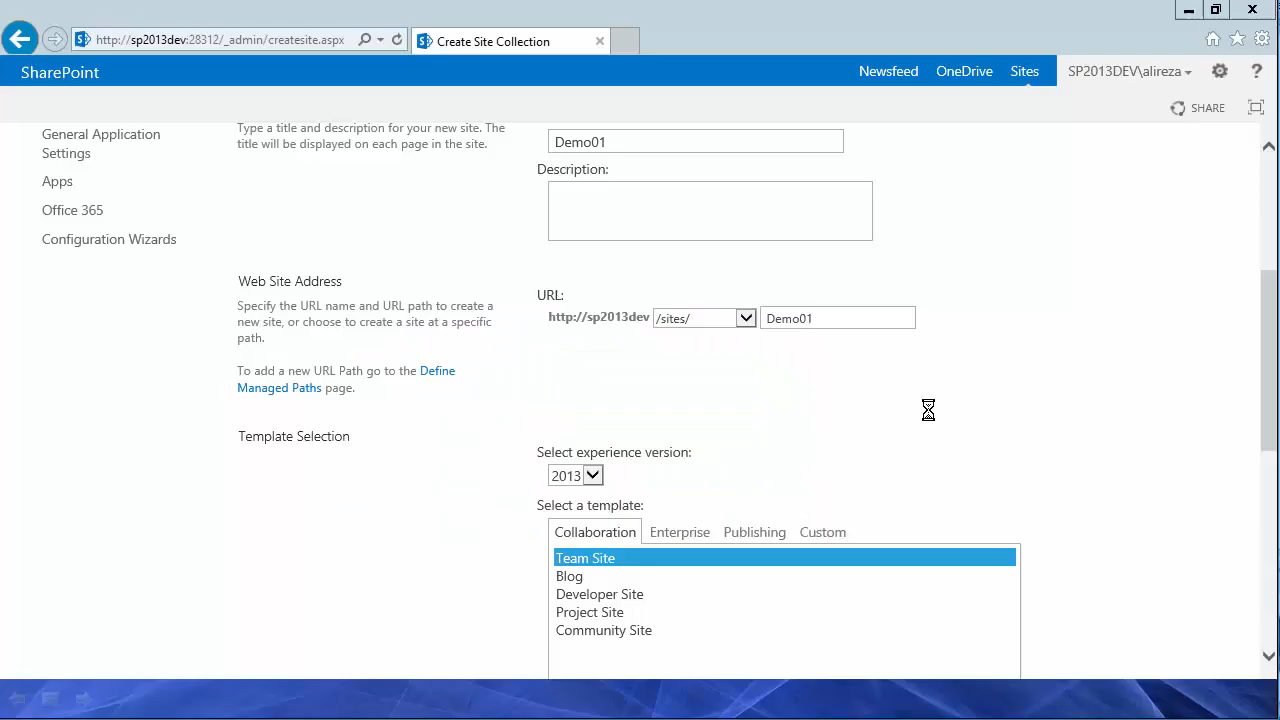 http://sp2013dev:28312/_admin/createsite.aspx
Create Site Collection
SharePoint
Newsfeed
OneDrive
Sites
SP2013DEV\alireza
?
SHARE
General Application
Settings
Apps
Office 365
Configuration Wizards
Type a title and description for your new site. The
title will be displayed on each page in the site.
Demo01
Description:
Web Site Address
Specify the URL name and URL path to create a
new site, or choose to create a site at a specific
path.
To add a new URL Path go to the Define
Managed Paths page.
URL:
http://sp2013dev
/sites/
Demo01
Template Selection
Select experience version:
2013
Select a template:
Collaboration
Enterprise
Publishing
Custom
Team Site
Blog
Developer Site
Project Site
Community Site